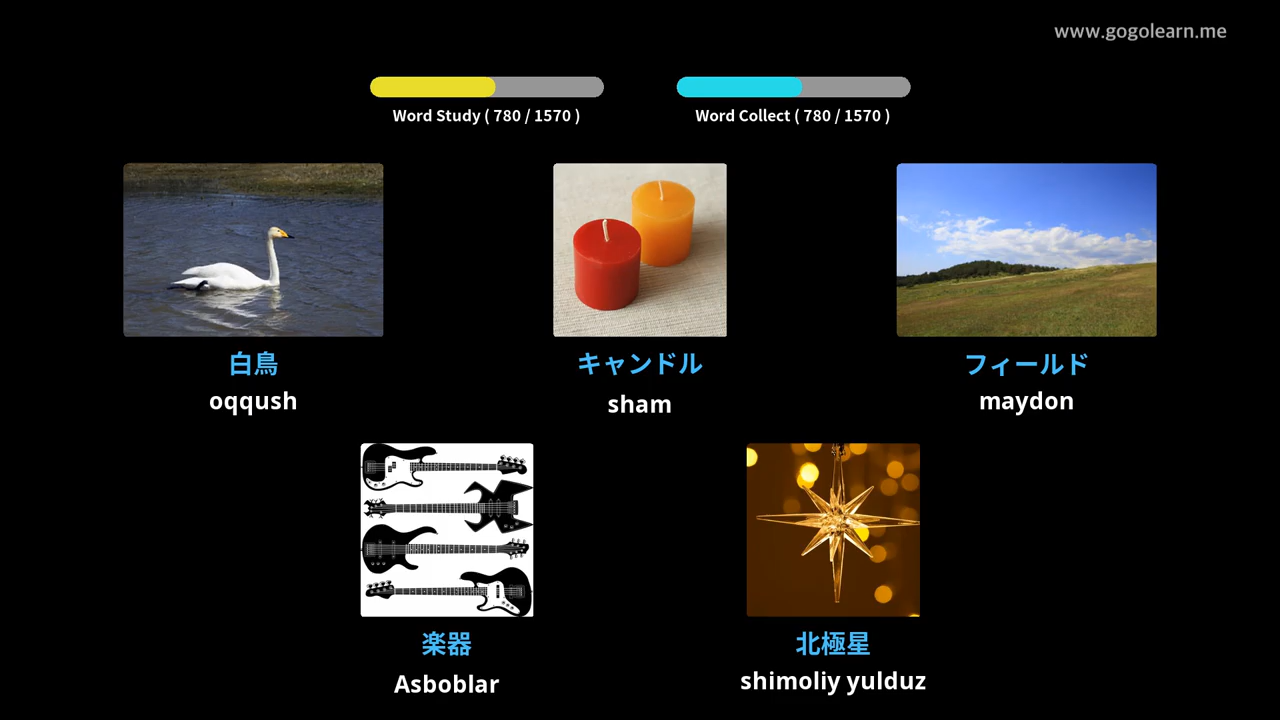 www.gogolearn.me
Word Study ( 780 / 1570 )
Word Collect ( 780 / 1570 )
白鳥
oqqush
キャンドル
sham
フィールド
maydon
楽器
Asboblar
北極星
shimoliy yulduz